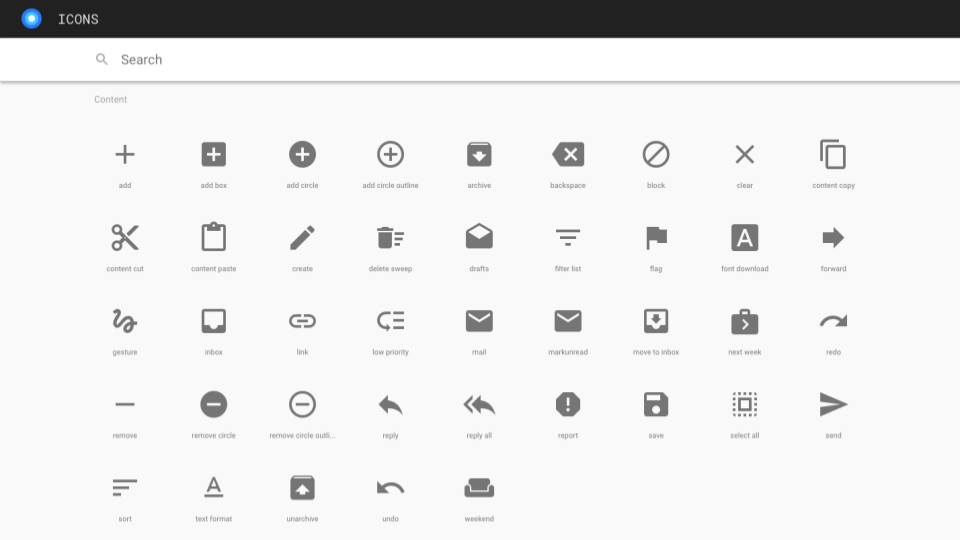 ICONS
Search
Content
add add box add circle add circle outline archive backspace block clear content copy
content cut content paste create delete sweep drafts filter list flag font download forward
gesture inbox link low priority mail markunread move to inbox next week redo
remove remove circle remove circle outli... reply reply all report save select all send
sort text format unarchive undo weekend